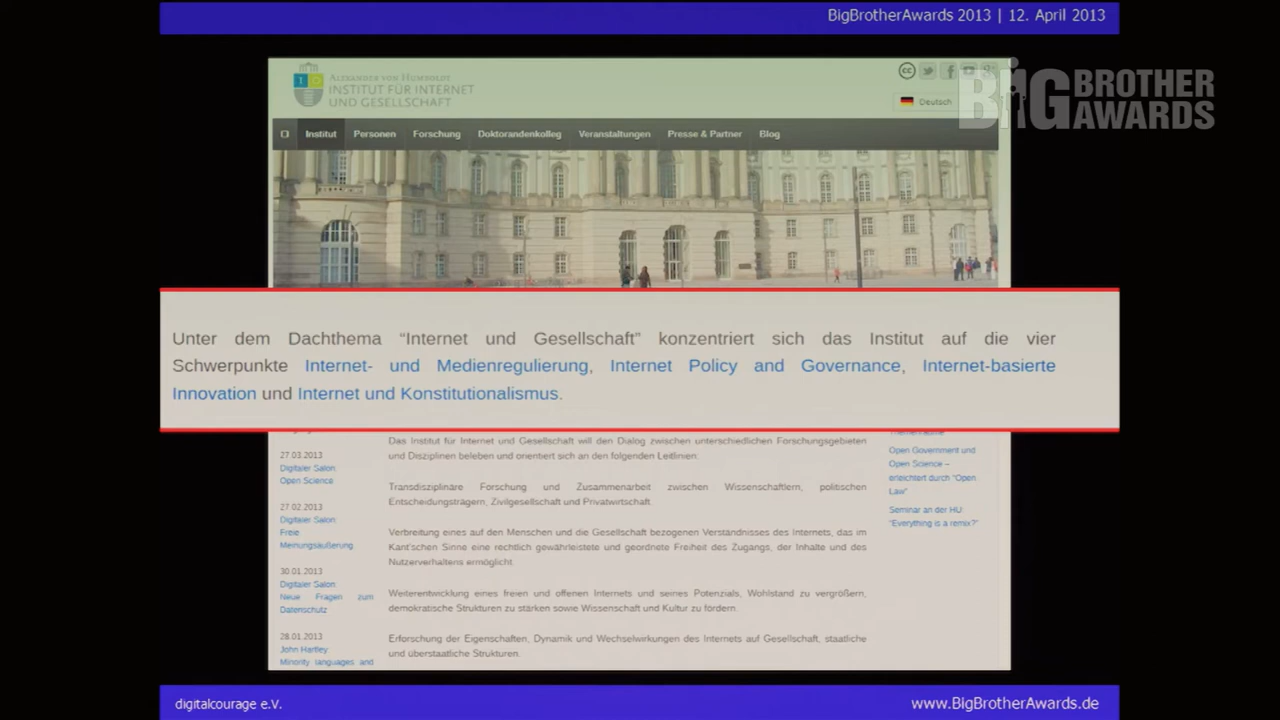 BigBrotherAwards 2013 | 12. April 2013
BIG BROTHER
AWARDS
ALEXANDER VON HUMBOLDT
INSTITUT FÜR INTERNET
UND GESELLSCHAFT
Deutsch
Institut Personen Forschung Doktorandenkolleg Veranstaltungen Presse & Partner Blog
Unter dem Dachthema “Internet und Gesellschaft” konzentriert sich das Institut auf die vier
Schwerpunkte Internet- und Medienregulierung, Internet Policy and Governance, Internet-basierte
Innovation und Internet und Konstitutionalismus.
27.03.2013
Digitaler Salon:
Open Science
27.02.2013
Digitaler Salon:
Freie
Meinungsäußerung
30.01.2013
Digitaler Salon:
Neue Fragen zum
Datenschutz
28.01.2013
John Hartley:
Minority languages and
Das Institut für Internet und Gesellschaft will den Dialog zwischen unterschiedlichen Forschungsgebieten
und Disziplinen beleben und orientiert sich an den folgenden Leitlinien:
Transdisziplinäre Forschung und Zusammenarbeit zwischen Wissenschaftlern, politischen
Entscheidungsträgern, Zivilgesellschaft und Privatwirtschaft.
Verbreitung eines auf den Menschen und die Gesellschaft bezogenen Verständnisses des Internets, das im
Kant'schen Sinne eine rechtlich gewährleistete und geordnete Freiheit des Zugangs, der Inhalte und des
Nutzerverhaltens ermöglicht.
Weiterentwicklung eines freien und offenen Internets und seines Potenzials, Wohlstand zu vergrößern,
demokratische Strukturen zu stärken sowie Wissenschaft und Kultur zu fördern.
Erforschung der Eigenschaften, Dynamik und Wechselwirkungen des Internets auf Gesellschaft, staatliche
und überstaatliche Strukturen.
Open Government und
Open Science –
erleichtert durch “Open
Law”
Seminar an der HU:
“Everything is a remix?”
digitalcourage e.V.
www.BigBrotherAwards.de